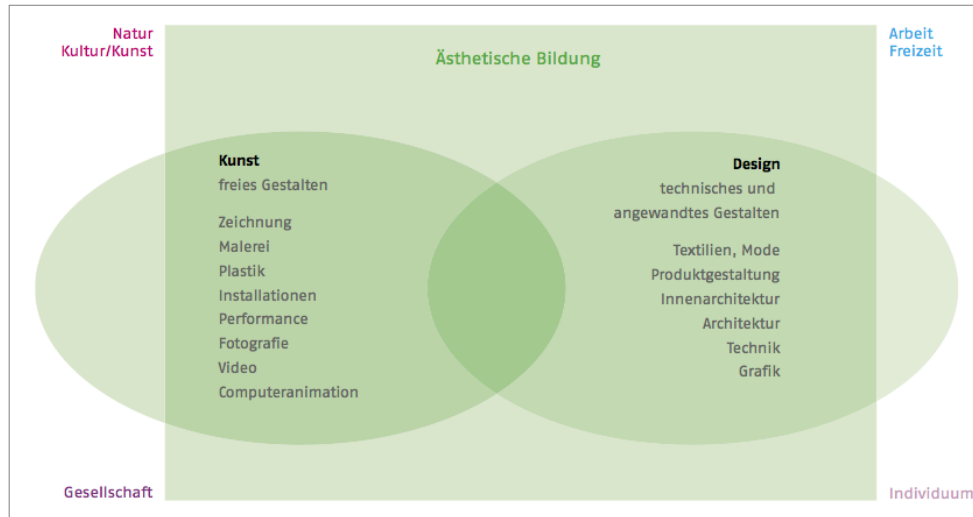 Natur
Kultur/Kunst
Ästhetische Bildung
Arbeit
Freizeit
Kunst
freies Gestalten
Zeichnung
Malerei
Plastik
Installationen
Performance
Fotografie
Video
Computeranimation
Design
technisches und
angewandtes Gestalten
Textilien, Mode
Produktgestaltung
Innenarchitektur
Architektur
Technik
Grafik
Gesellschaft
Individuum